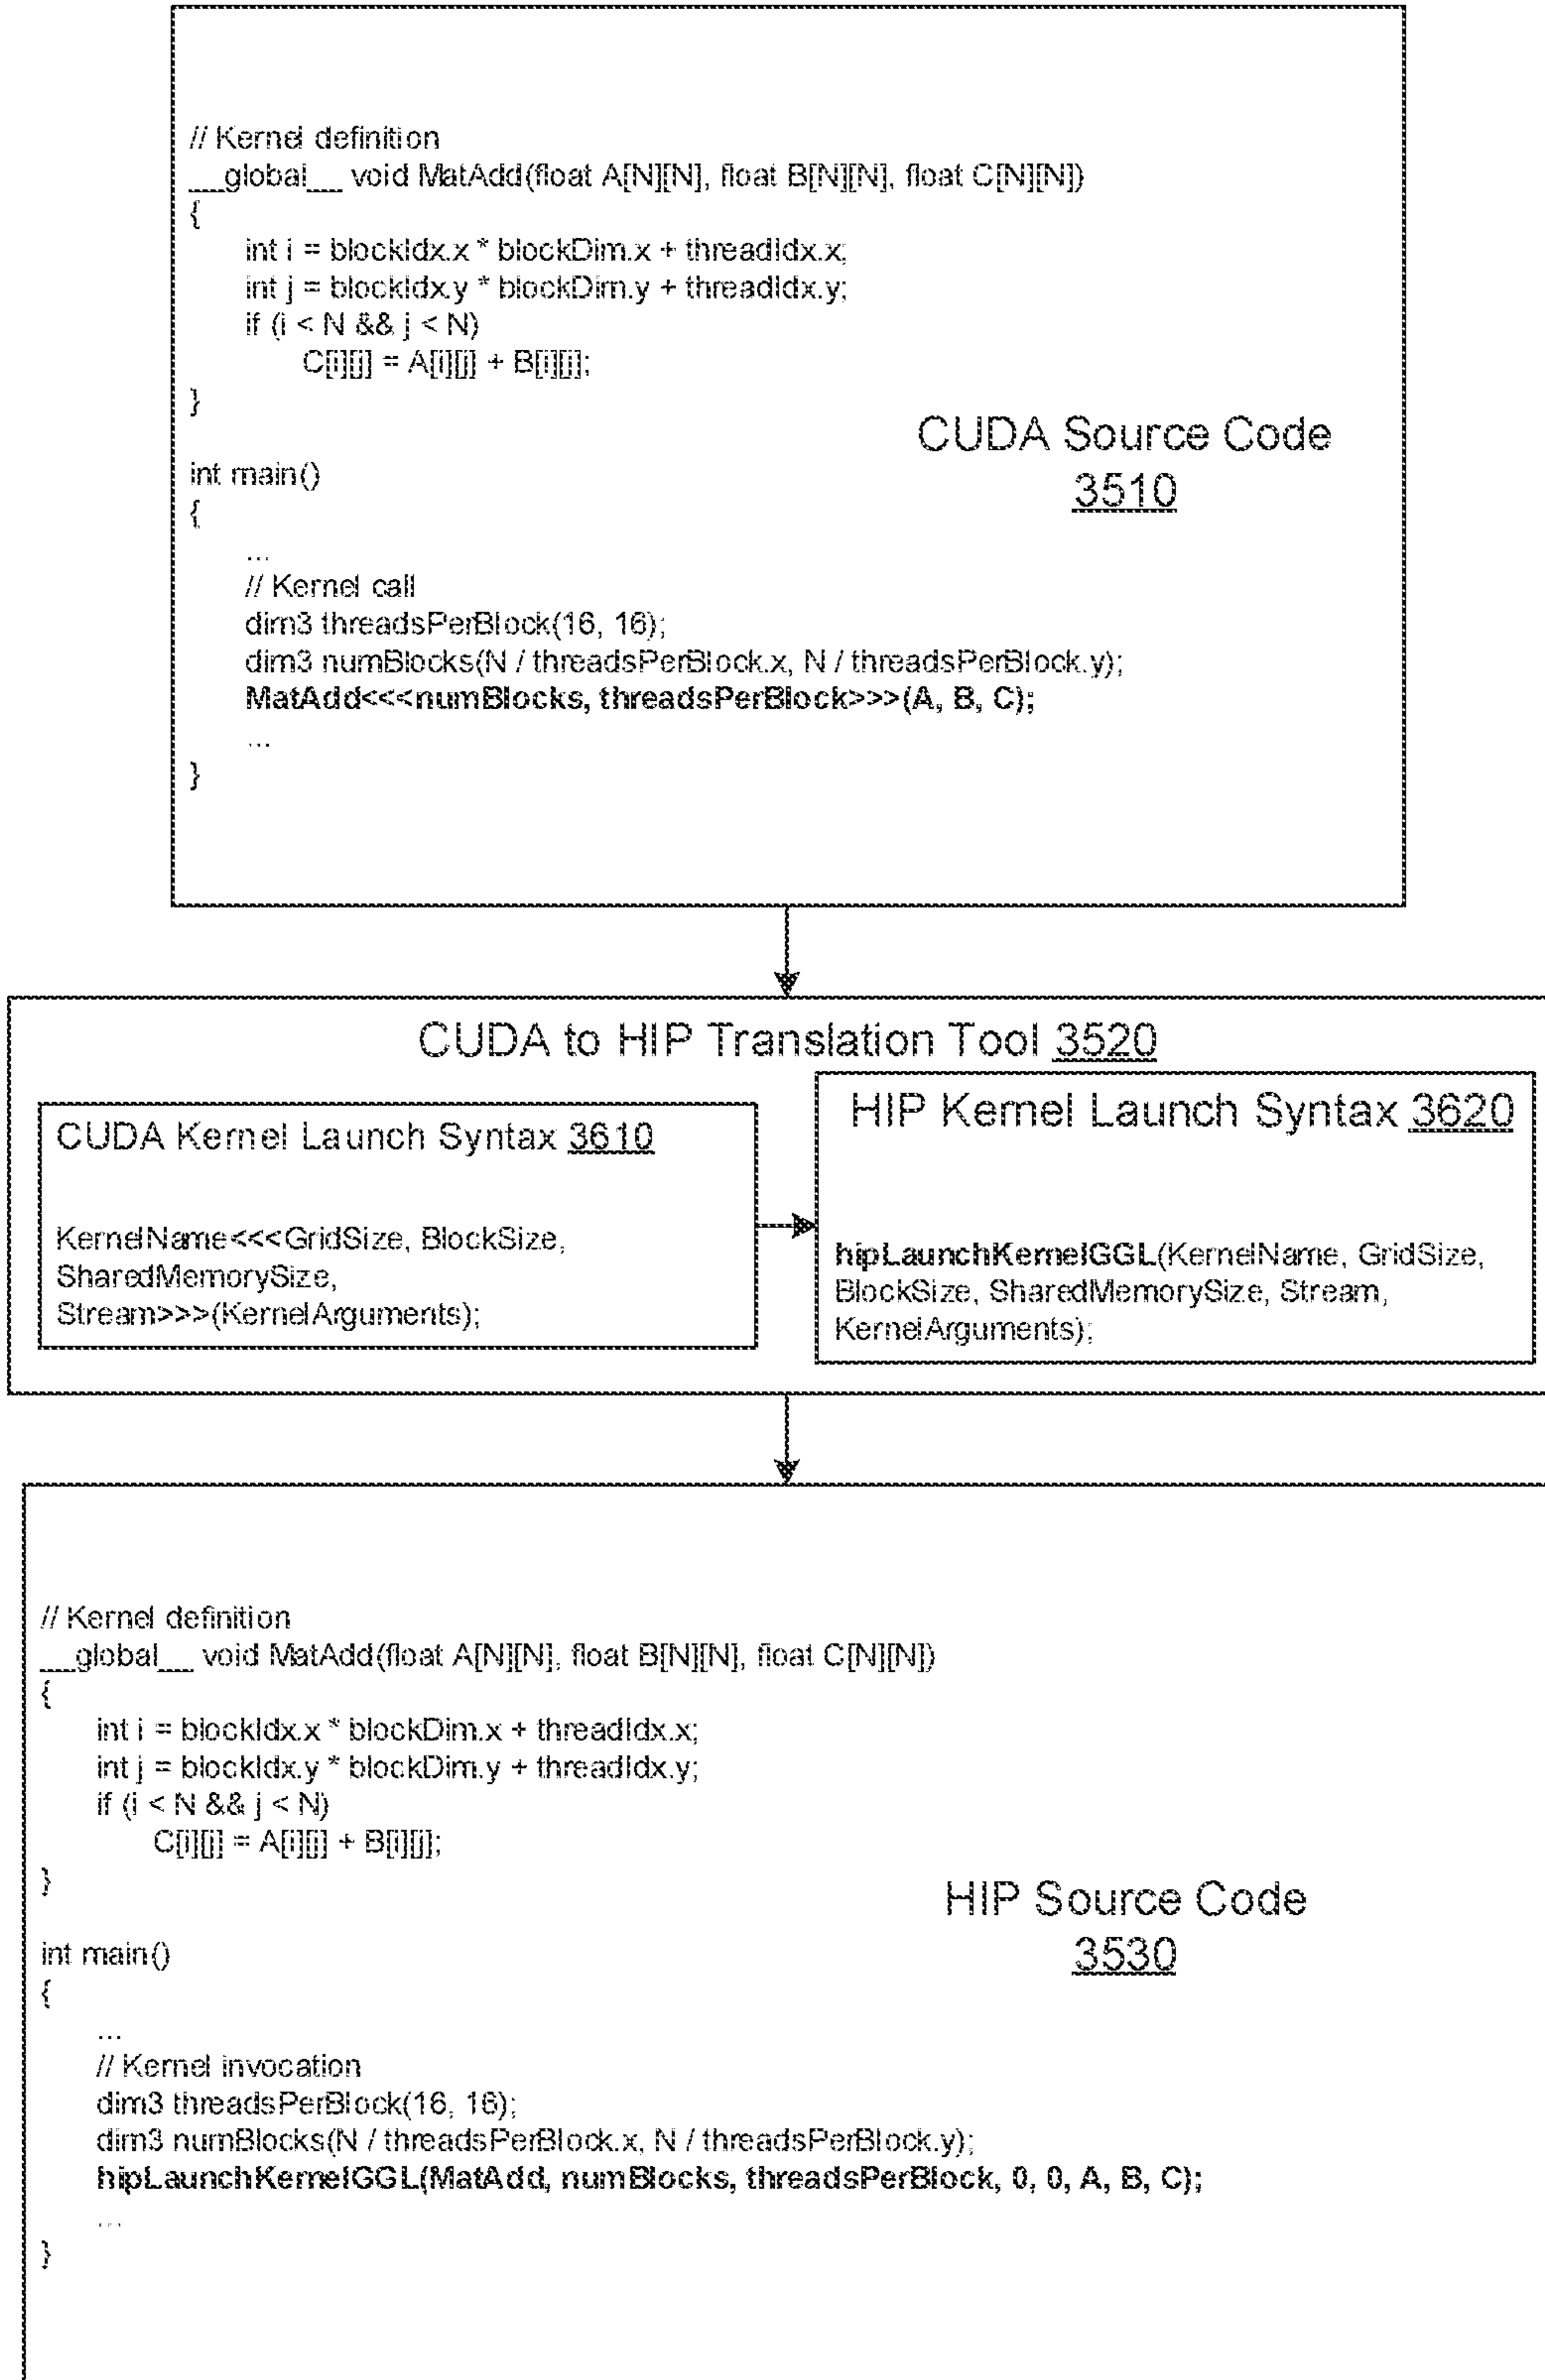 // Kernel definition
__global__ void MatAdd(float A[N][N], float B[N][N], float C[N][N])
{
int i = blockIdx.x * blockDim.x + threadIdx.x;
int j = blockIdx.y * blockDim.y + threadIdx.y;
if (i < N && j < N)
C[i][j] = A[i][j] + B[i][j];
}
CUDA Source Code
3510
int main()
{
...
// Kernel call
dim3 threadsPerBlock(16, 16);
dim3 numBlocks(N / threadsPerBlock.x, N / threadsPerBlock.y);
MatAdd<<<numBlocks, threadsPerBlock>>>(A, B, C);
...
}
CUDA to HIP Translation Tool 3520
CUDA Kernel Launch Syntax 3610
KernelName<<<GridSize, BlockSize,
SharedMemorySize,
Stream>>>(KernelArguments);
HIP Kernel Launch Syntax 3620
hipLaunchKernelGGL(KernelName, GridSize,
BlockSize, SharedMemorySize, Stream,
KernelArguments);
// Kernel definition
__global__ void MatAdd(float A[N][N], float B[N][N], float C[N][N])
{
int i = blockIdx.x * blockDim.x + threadIdx.x;
int j = blockIdx.y * blockDim.y + threadIdx.y;
if (i < N && j < N)
C[i][j] = A[i][j] + B[i][j];
}
HIP Source Code
3530
int main()
{
...
// Kernel invocation
dim3 threadsPerBlock(16, 16);
dim3 numBlocks(N / threadsPerBlock.x, N / threadsPerBlock.y);
hipLaunchKernelGGL(MatAdd, numBlocks, threadsPerBlock, 0, 0, A, B, C);
...
}